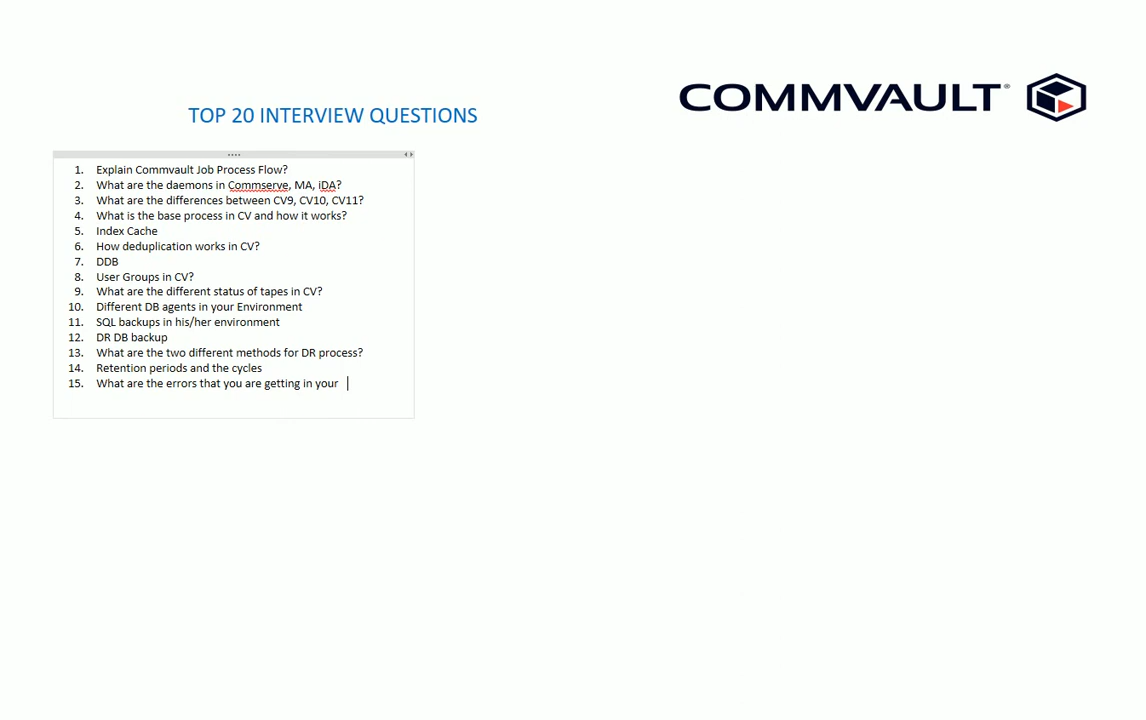 COMMVAULT®
TOP 20 INTERVIEW QUESTIONS
1. Explain Commvault Job Process Flow?
2. What are the daemons in Commserve, MA, iDA?
3. What are the differences between CV9, CV10, CV11?
4. What is the base process in CV and how it works?
5. Index Cache
6. How deduplication works in CV?
7. DDB
8. User Groups in CV?
9. What are the different status of tapes in CV?
10. Different DB agents in your Environment
11. SQL backups in his/her environment
12. DR DB backup
13. What are the two different methods for DR process?
14. Retention periods and the cycles
15. What are the errors that you are getting in your